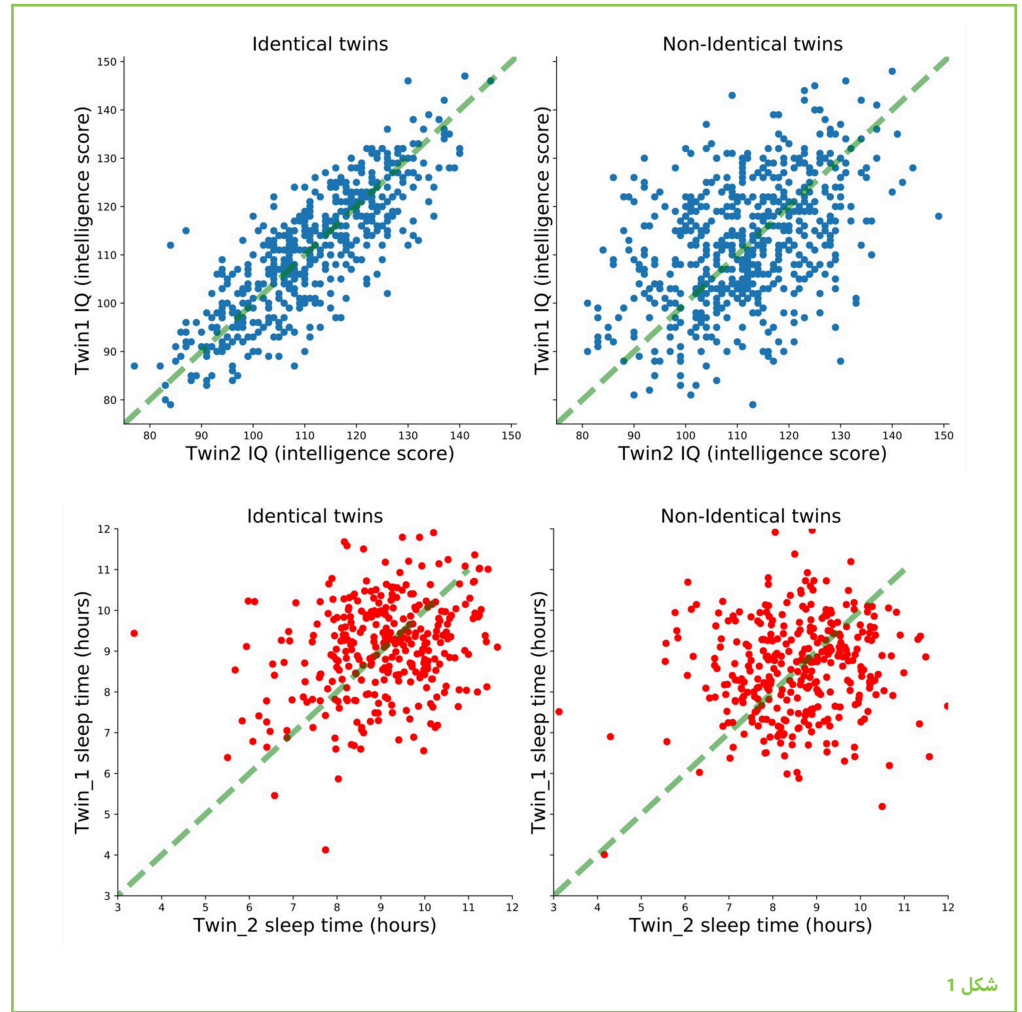 Identical twins
150
140
130
120
110
100
90
80
Twin1 IQ (intelligence score)
80 90 100 110 120 130 140 150
Twin2 IQ (intelligence score)
Non-Identical twins
Twin1 IQ (intelligence score)
80 90 100 110 120 130 140 150
Twin2 IQ (intelligence score)
Identical twins
12
11
10
9
8
7
6
5
4
3
Twin_1 sleep time (hours)
3 4 5 6 7 8 9 10 11 12
Twin_2 sleep time (hours)
Non-Identical twins
Twin_1 sleep time (hours)
3 4 5 6 7 8 9 10 11 12
Twin_2 sleep time (hours)
شكل 1